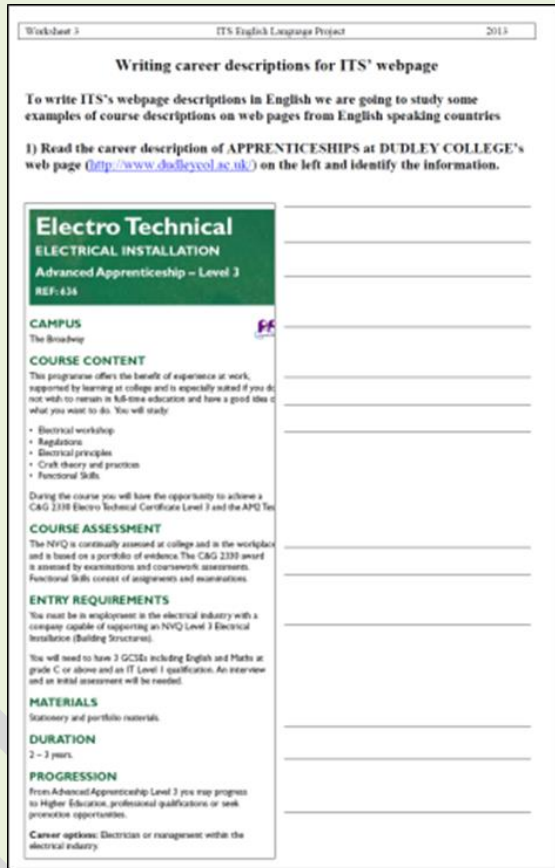 Worksheet 3 ITS English Language Project 2013
Writing career descriptions for ITS' webpage
To write ITS's webpage descriptions in English we are going to study some
examples of course descriptions on web pages from English speaking countries
1) Read the career description of APPRENTICESHIPS at DUDLEY COLLEGE's
web page (http://www.dudleycol.ac.uk/) on the left and identify the information.
Electro Technical
ELECTRICAL INSTALLATION
Advanced Apprenticeship – Level 3
REF: 636
CAMPUS
The Broadway
COURSE CONTENT
This programme offers the benefit of experience at work,
supported by learning at college and is especially suited if you do
not wish to remain in full-time education and have a good idea o
what you want to do. You will study:
• Electrical workshop
• Regulations
• Electrical principles
• Craft theory and practices
• Functional Skills.
During the course you will have the opportunity to achieve a
C&G 2330 Electro Technical Certificate Level 3 and the AM2 Tes
COURSE ASSESSMENT
The NVQ is continually assessed at college and in the workplace
and is based on a portfolio of evidence. The C&G 2330 award
is assessed by examinations and coursework assessments.
Functional Skills consist of assignments and examinations.
ENTRY REQUIREMENTS
You must be in employment in the electrical industry with a
company capable of supporting an NVQ Level 3 Electrical
Installation (Building Structures).
You will need to have 3 GCSEs including English and Maths at
grade C or above and an IT Level 1 qualification. An interview
and an initial assessment will be needed.
MATERIALS
Stationery and portfolio materials.
DURATION
2 – 3 years.
PROGRESSION
From Advanced Apprenticeship Level 3 you may progress
to Higher Education, professional qualifications or seek
promotion opportunities.
Career options: Electrician or management within the
electrical industry.